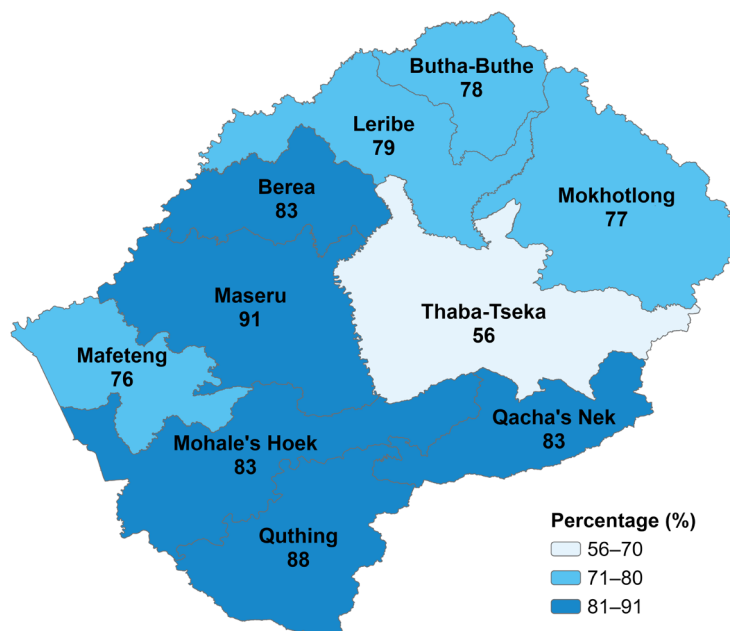 Butha-Buthe
78
Leribe
79
Berea
83
Mokhotlong
77
Maseru
91
Thaba-Tseka
56
Mafeteng
76
Qacha's Nek
83
Mohale's Hoek
83
Quthing
88
Percentage (%)
56–70
71–80
81–91